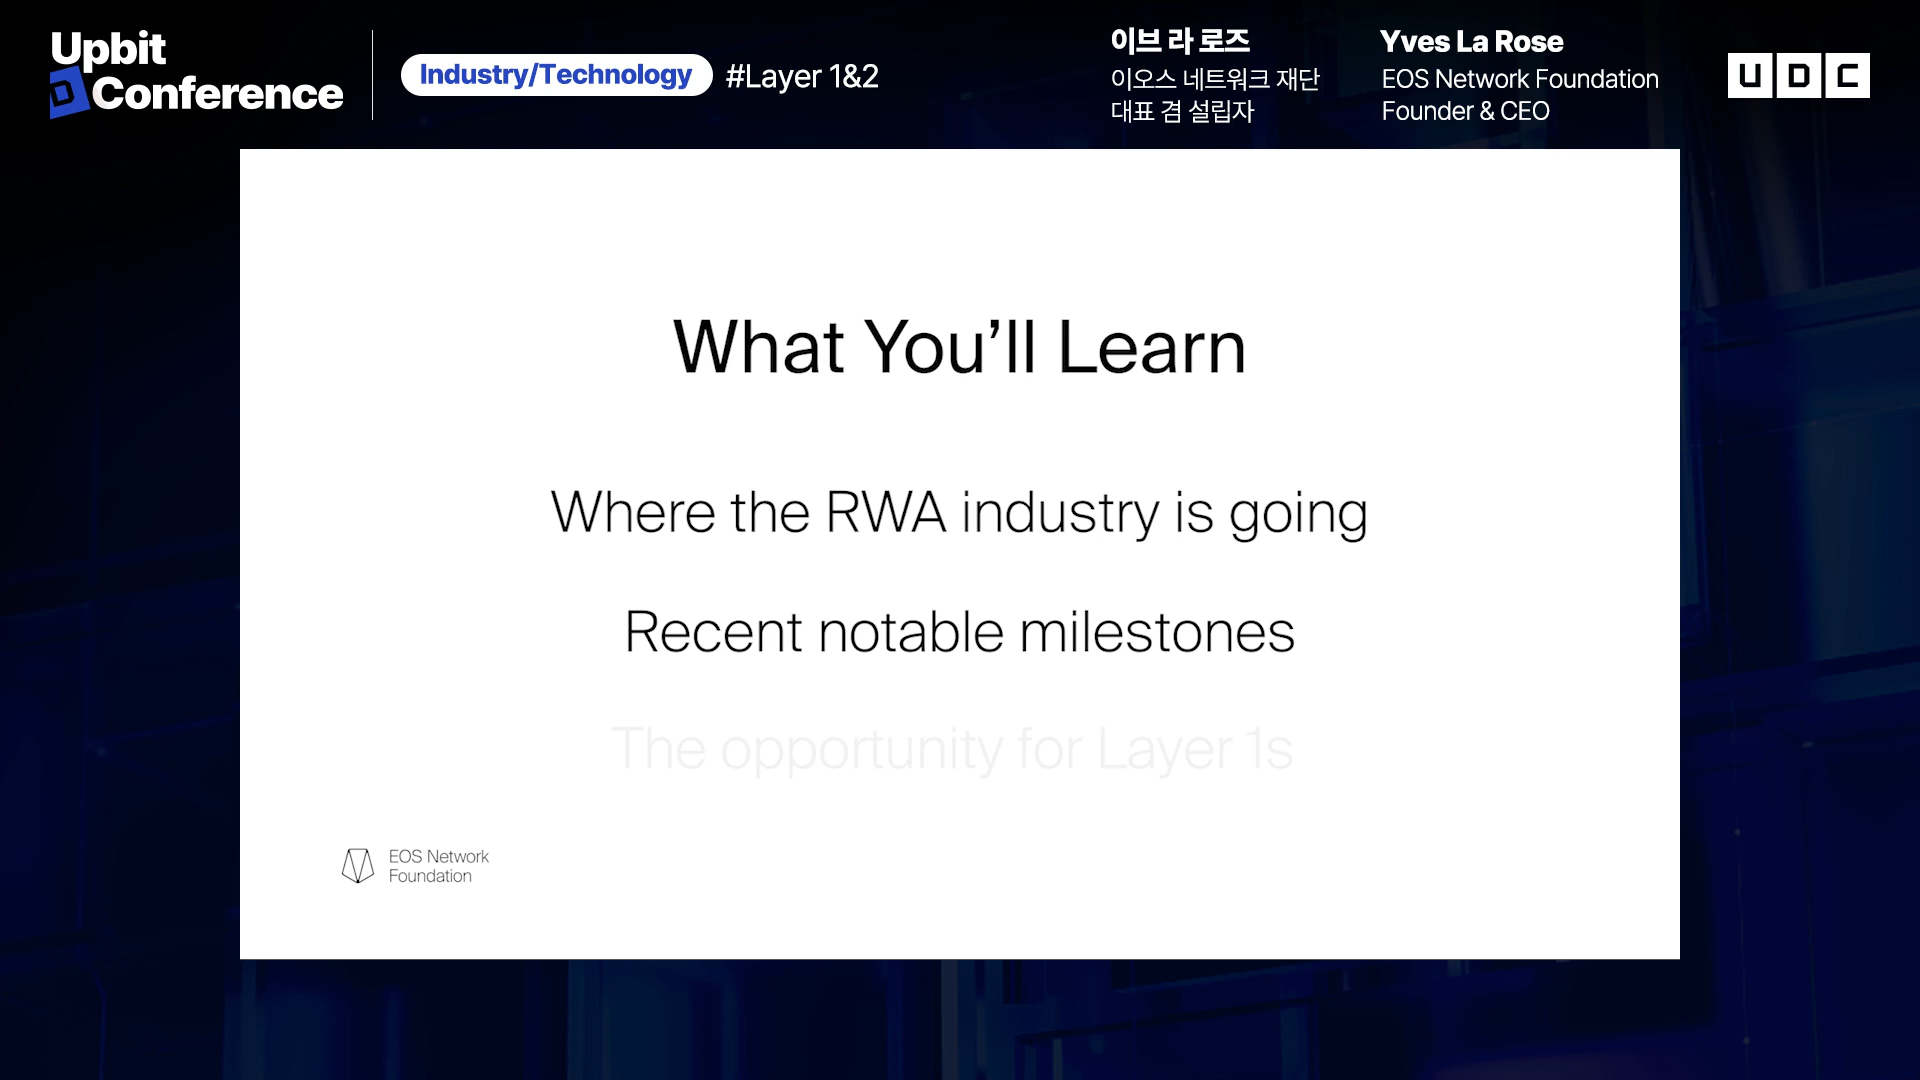 Upbit
D Conference
Industry/Technology #Layer 1&2
이브 라 로즈
이오스 네트워크 재단
대표 겸 설립자
Yves La Rose
EOS Network Foundation
Founder & CEO
UDC
What You’ll Learn
Where the RWA industry is going
Recent notable milestones
The opportunity for Layer 1s
EOS Network
Foundation